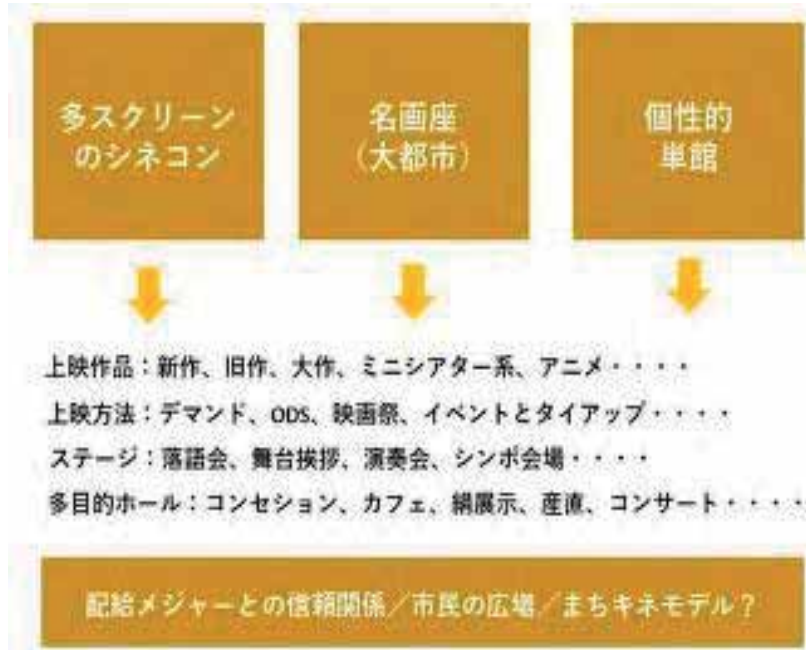 多スクリーン
のシネコン
名画座
（大都市）
個性的
単館
上映作品：新作、旧作、大作、ミニシアター系、アニメ・・・・
上映方法：デマンド、ODS、映画祭、イベントとタイアップ・・・・
ステージ：落語会、舞台挨拶、演奏会、シンポ会場・・・・
多目的ホール：コンセション、カフェ、絹展示、産直、コンサート・・・・
配給メジャーとの信頼関係／市民の広場／まちキネモデル？